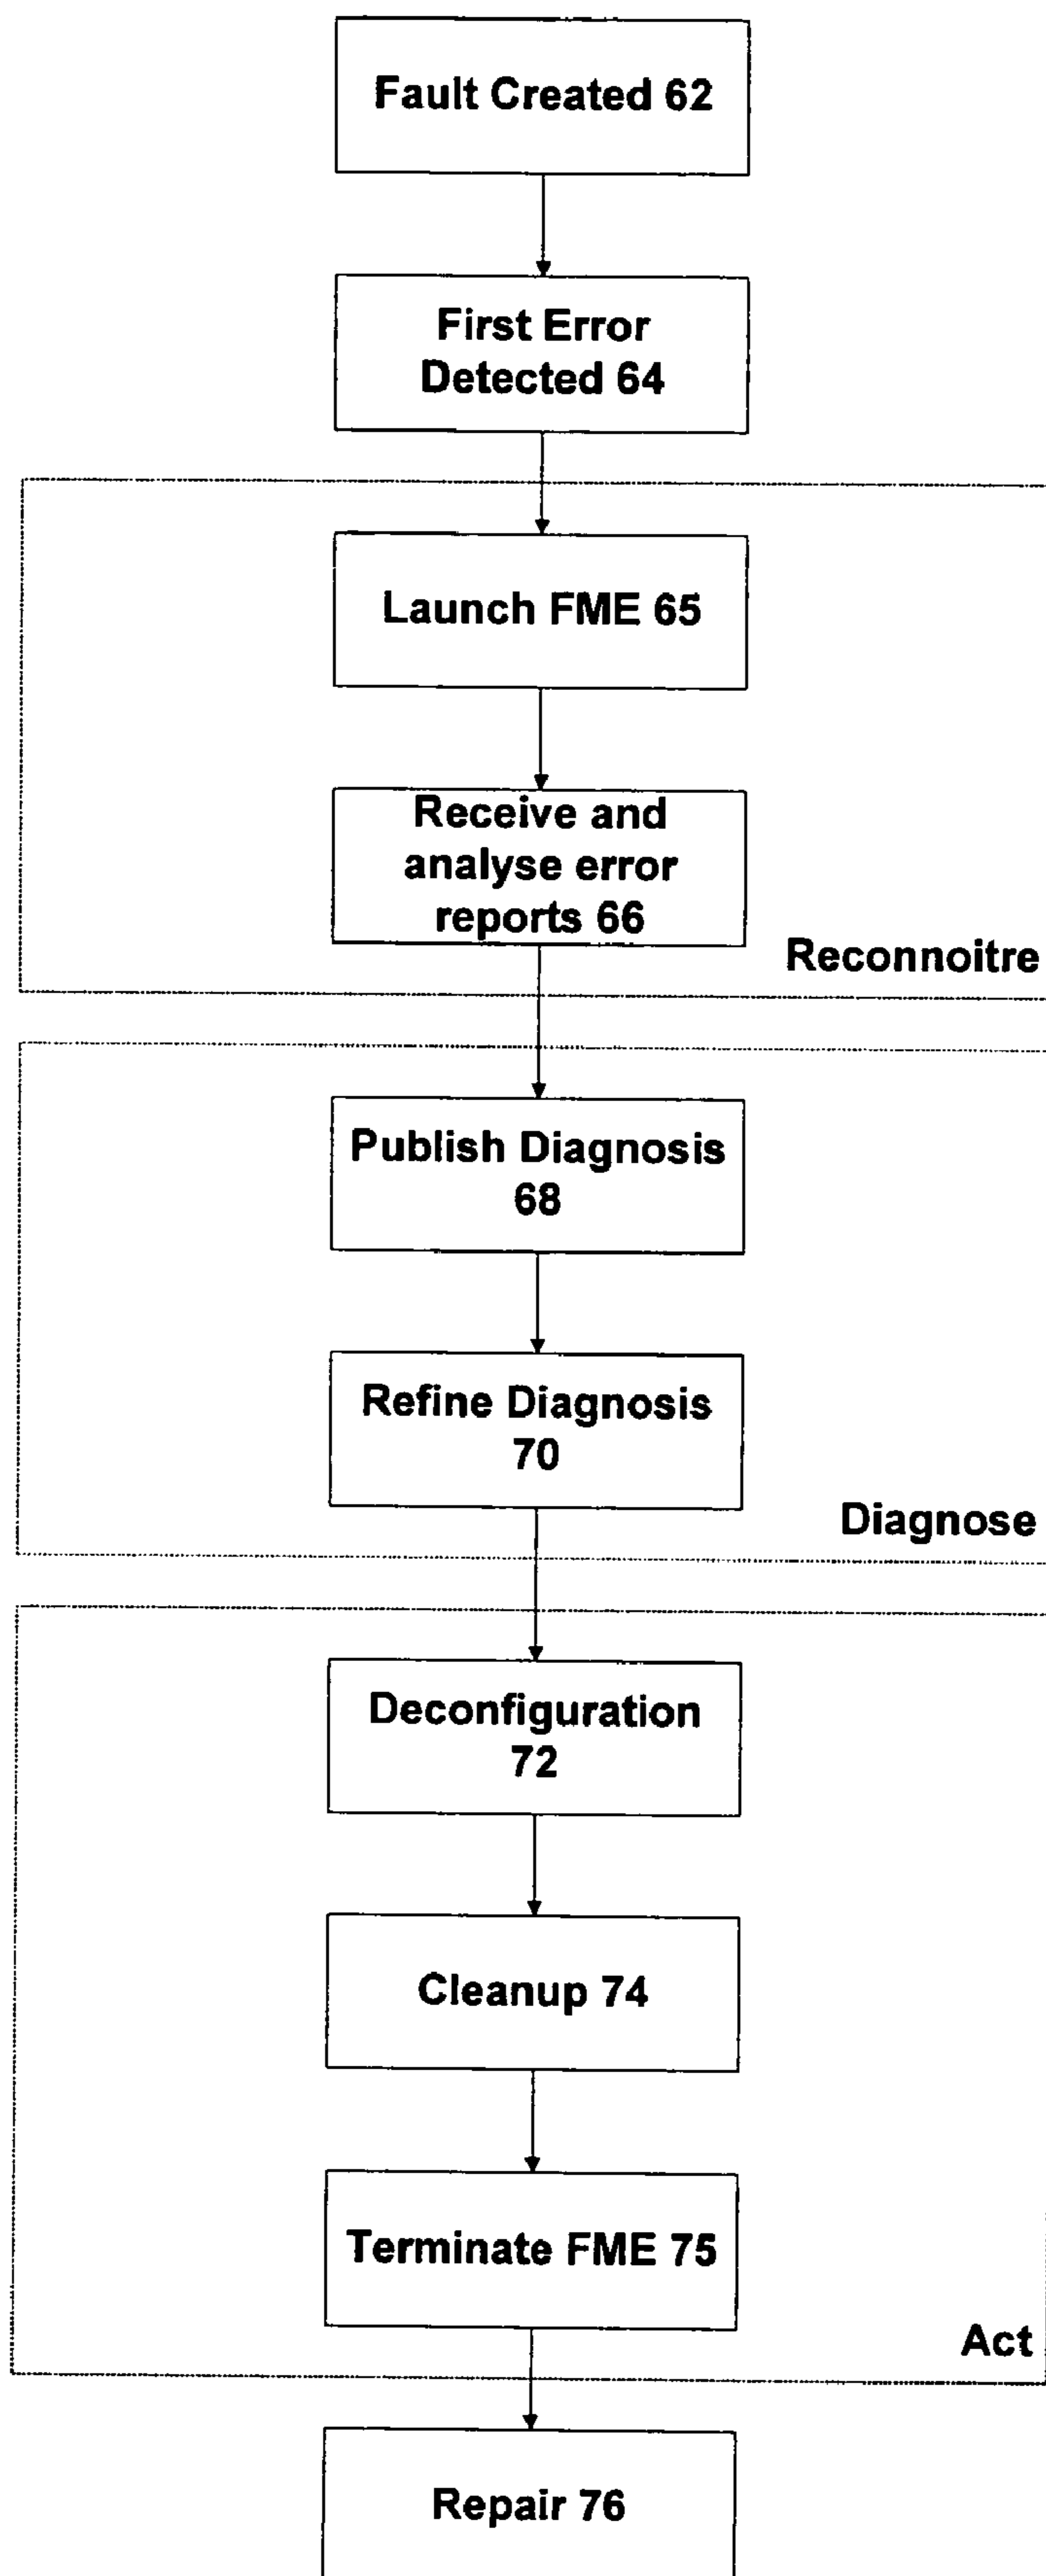 Fault Created 62
First Error
Detected 64
Launch FME 65
Receive and
analyse error
reports 66
Reconnoitre
Publish Diagnosis
68
Refine Diagnosis
70
Diagnose
Deconfiguration
72
Cleanup 74
Terminate FME 75
Act
Repair 76